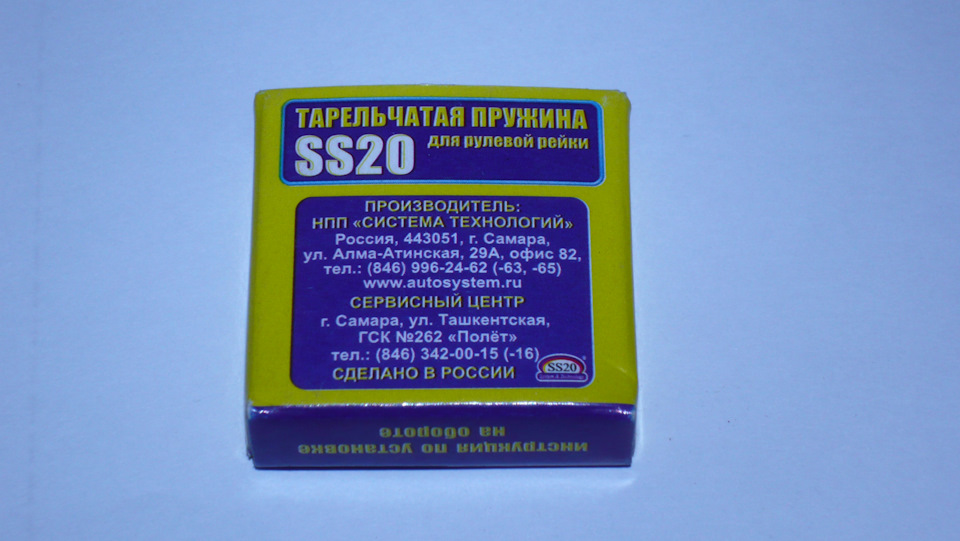 ТАРЕЛЬЧАТАЯ ПРУЖИНА
SS20 для рулевой рейки
ПРОИЗВОДИТЕЛЬ:
НПП «СИСТЕМА ТЕХНОЛОГИЙ»
Россия, 443051, г. Самара,
ул. Алма-Атинская, 29А, офис 82,
тел.: (846) 996-24-62 (-63, -65)
www.autosystem.ru
СЕРВИСНЫЙ ЦЕНТР
г. Самара, ул. Ташкентская,
ГСК №262 «Полёт»
тел.: (846) 342-00-15 (-16)
СДЕЛАНО В РОССИИ
SS20
инструкция по установке
на обороте